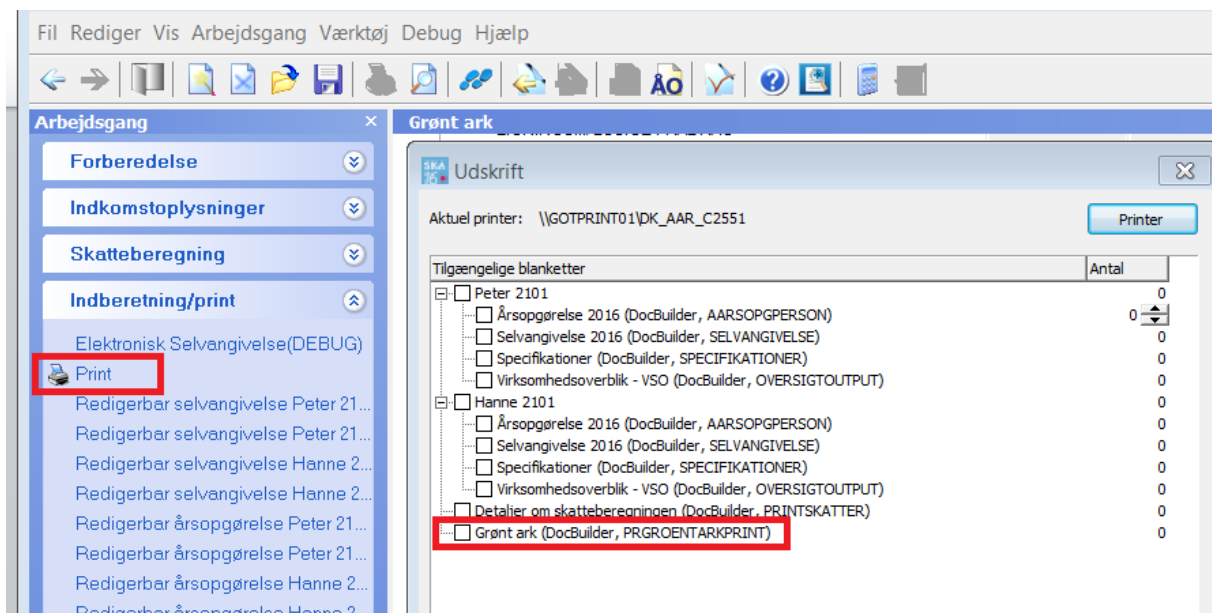 Fil Rediger Vis Arbejdsgang Værktøj Debug Hjælp
Arbejdsgang
Forberedelse
Indkomstoplysninger
Skatteberegning
Indberetning/print
Elektronisk Selvangivelse(DEBUG)
Print
Redigerbar selvangivelse Peter 21...
Redigerbar selvangivelse Peter 21...
Redigerbar selvangivelse Hanne 2...
Redigerbar selvangivelse Hanne 2...
Redigerbar årsopgørelse Peter 21...
Redigerbar årsopgørelse Peter 21...
Redigerbar årsopgørelse Hanne 2...
Redigerbar årsopgørelse Hanne 2...
Grønt ark
Udskrift
Aktuel printer: \\GOTPRINT01\DK_AAR_C2551
Printer
Tilgængelige blanketter Antal
Peter 2101 0
Årsopgørelse 2016 (DocBuilder, AARSOPGPERSON) 0
Selvangivelse 2016 (DocBuilder, SELVANGIVELSE) 0
Specifikationer (DocBuilder, SPECIFIKATIONER) 0
Virksomhedsoverblik - VSO (DocBuilder, OVERSIGTOUTPUT) 0
Hanne 2101 0
Årsopgørelse 2016 (DocBuilder, AARSOPGPERSON) 0
Selvangivelse 2016 (DocBuilder, SELVANGIVELSE) 0
Specifikationer (DocBuilder, SPECIFIKATIONER) 0
Virksomhedsoverblik - VSO (DocBuilder, OVERSIGTOUTPUT) 0
Detaljer om skatteberegningen (DocBuilder, PRINTSKATTER) 0
Grønt ark (DocBuilder, PRGROENTARKPRINT) 0